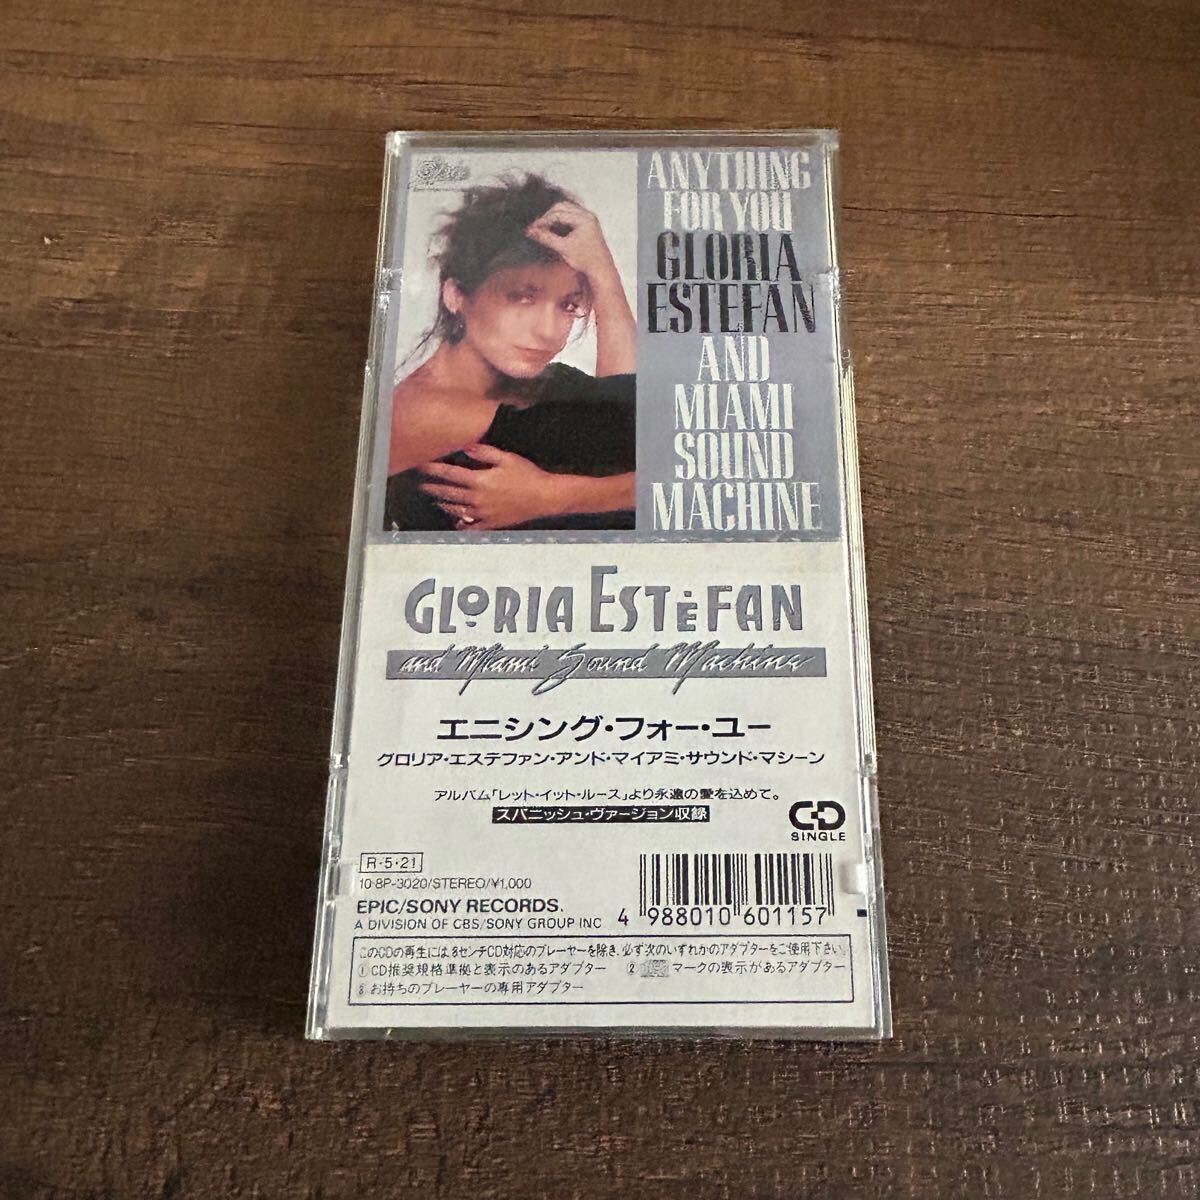 Epic
ANYTHING
FOR YOU
GLORIA
ESTEFAN
AND
MIAMI
SOUND
MACHINE
GLORIA ESTEFAN
and Miami Sound Machine
エニシング・フォー・ユー
グロリア・エステファン・アンド・マイアミ・サウンド・マシーン
アルバム「レット・イット・ルース」より永遠の愛を込めて。
スパニッシュ・ヴァージョン収録
CD
SINGLE
R・5・21
10・8P-3020/STEREO/¥1,000
EPIC/SONY RECORDS.
A DIVISION OF CBS/SONY GROUP INC
4 988010 601157
このCDの再生には8センチCD対応のプレーヤーを除き、必ず次のいずれかのアダプターをご使用下さい。
①CD推奨規格準拠と表示のあるアダプター ② マークの表示があるアダプター
③お持ちのプレーヤーの専用アダプター